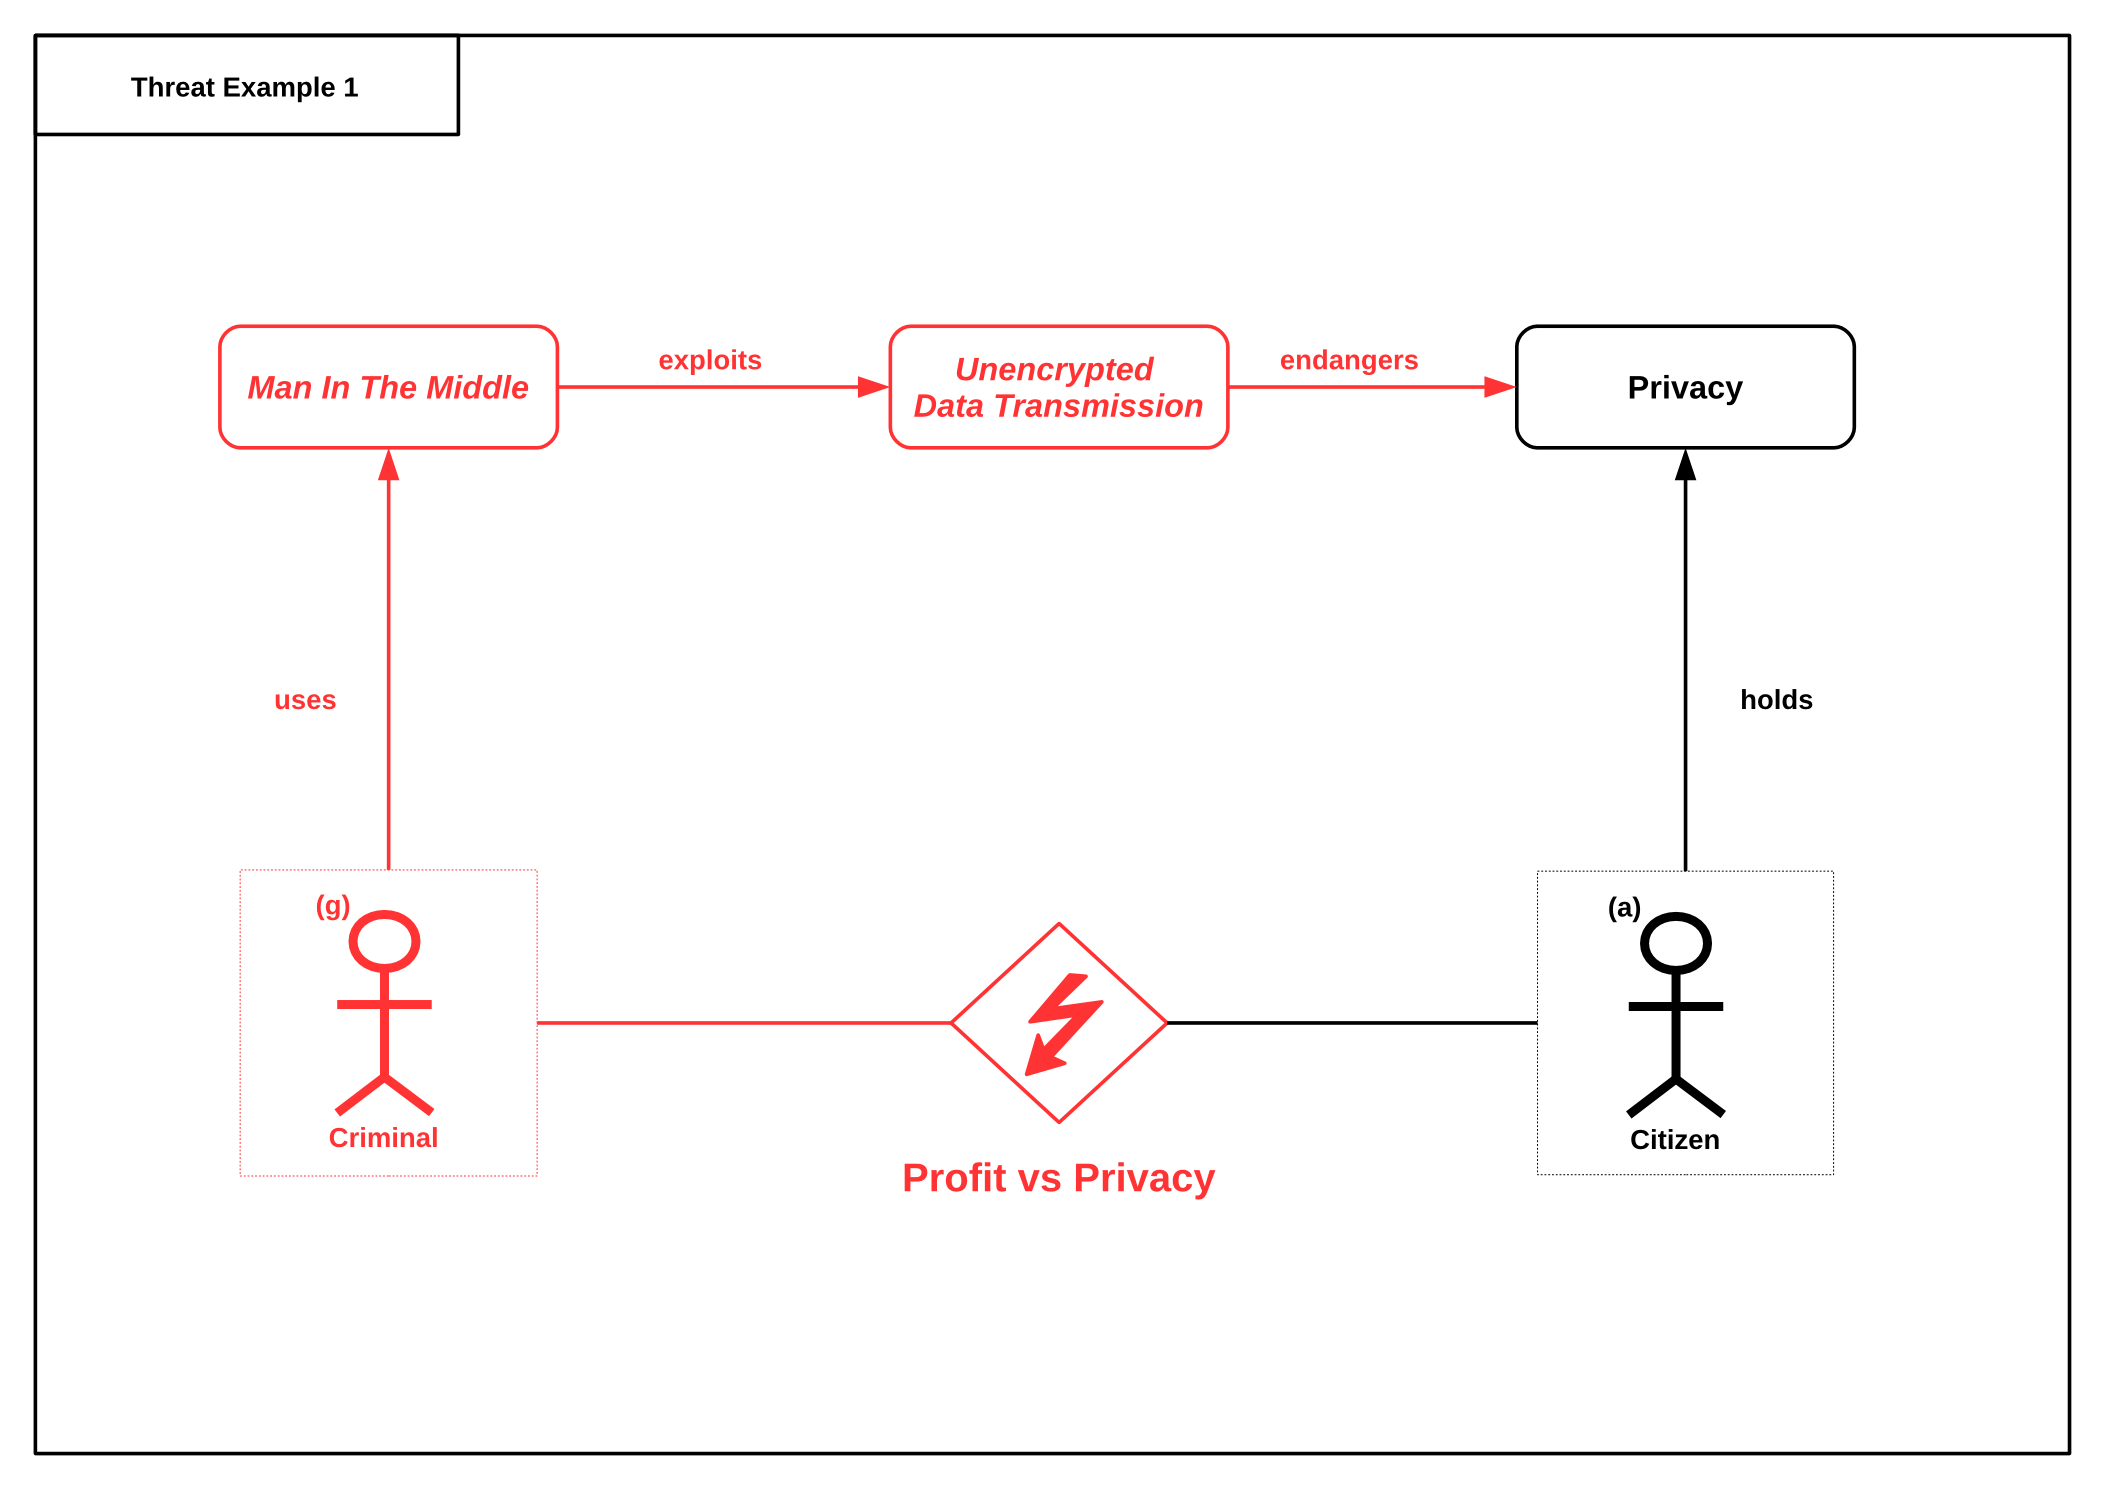 Threat Example 1
Man In The Middle
exploits
Unencrypted
Data Transmission
endangers
Privacy
uses
holds
(g)
Criminal
(a)
Citizen
Profit vs Privacy